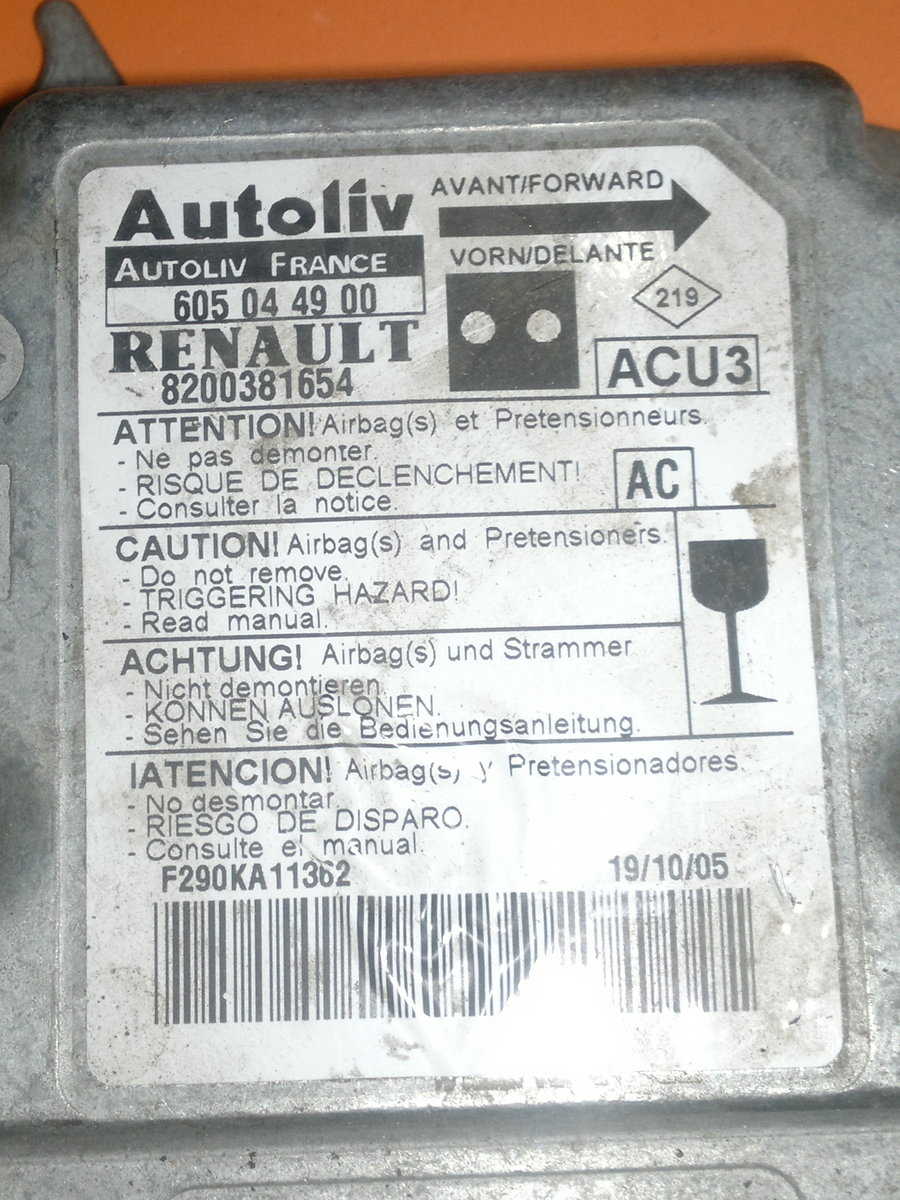 Autoliv
AVANT/FORWARD
AUTOLIV FRANCE
VORN/DELANTE
605 04 49 00
219
RENAULT
8200381654
ACU3
ATTENTION! Airbag(s) et Pretensionneurs.
- Ne pas demonter.
- RISQUE DE DECLENCHEMENT!
- Consulter la notice.
AC
CAUTION! Airbag(s) and Pretensioners.
- Do not remove.
- TRIGGERING HAZARD!
- Read manual.
ACHTUNG! Airbag(s) und Strammer
- Nicht demontieren.
- KONNEN AUSLONEN.
- Sehen Sie die Bedienungsanleitung.
IATENCION! Airbag(s) y Pretensionadores.
- No desmontar.
- RIESGO DE DISPARO.
- Consulte el manual.
F290KA11362
19/10/05